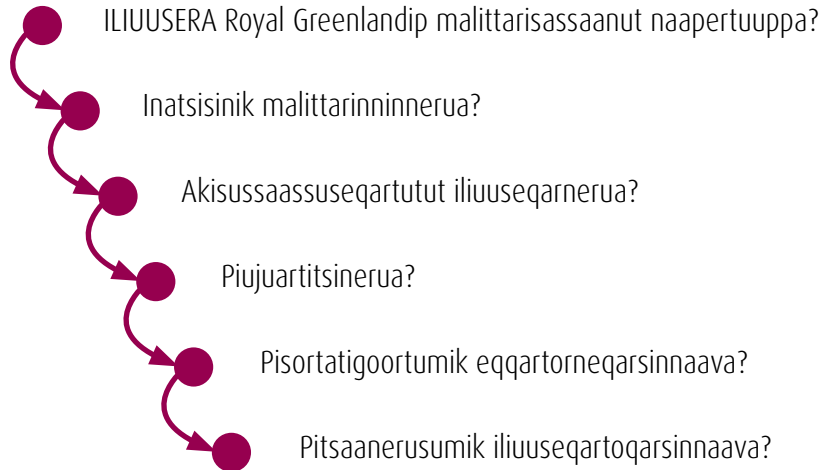 ILIUUSERA Royal Greenlandip malittarisassaanut naapertuuppa?
Inatsisinik malittarinninnerua?
Akisussaassuseqartutut iliuuseqarnerua?
Piujuartitsinerua?
Pisortatigoortumik eqqartorneqarsinnaava?
Pitsaanerusumik iliuuseqartoqarsinnaava?